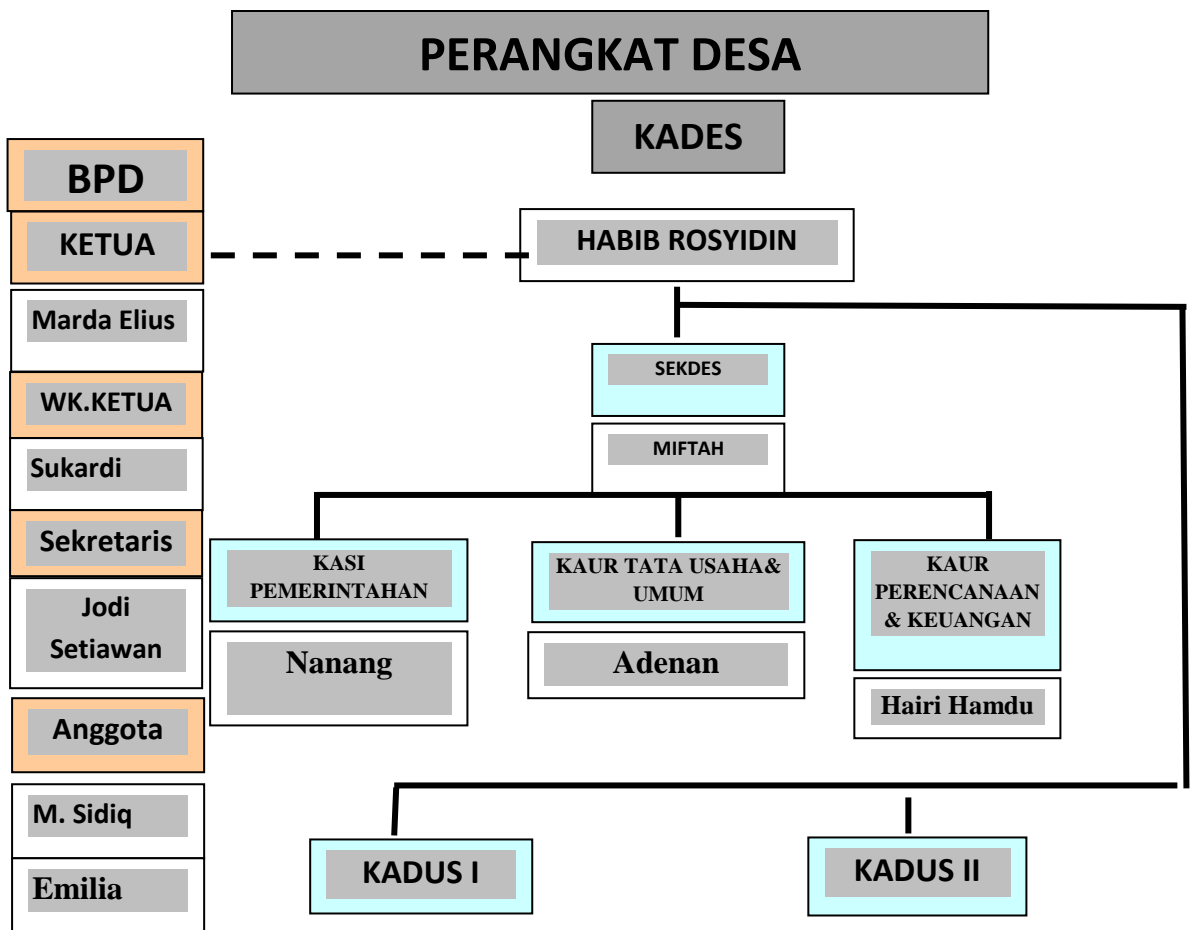 PERANGKAT DESA
KADES
HABIB ROSYIDIN
BPD
KETUA
Marda Elius
WK.KETUA
Sukardi
Sekretaris
Jodi
Setiawan
Anggota
M. Sidiq
Emilia
SEKDES
MIFTAH
KASI
PEMERINTAHAN
Nanang
KAUR TATA USAHA&
UMUM
Adenan
KAUR
PERENCANAAN
& KEUANGAN
Hairi Hamdu
KADUS I
KADUS II